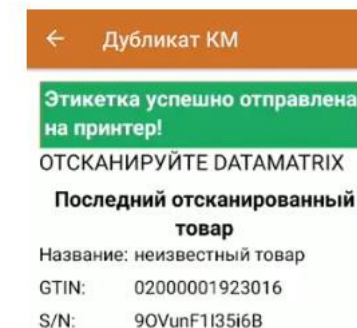 Дубликат КМ
Этикетка успешно отправлена
на принтер!
ОТСКАНИРУЙТЕ DATAMATRIX
Последний отсканированный
товар
Название: неизвестный товар
GTIN: 02000001923016
S/N: 9OVunF1I35i6B